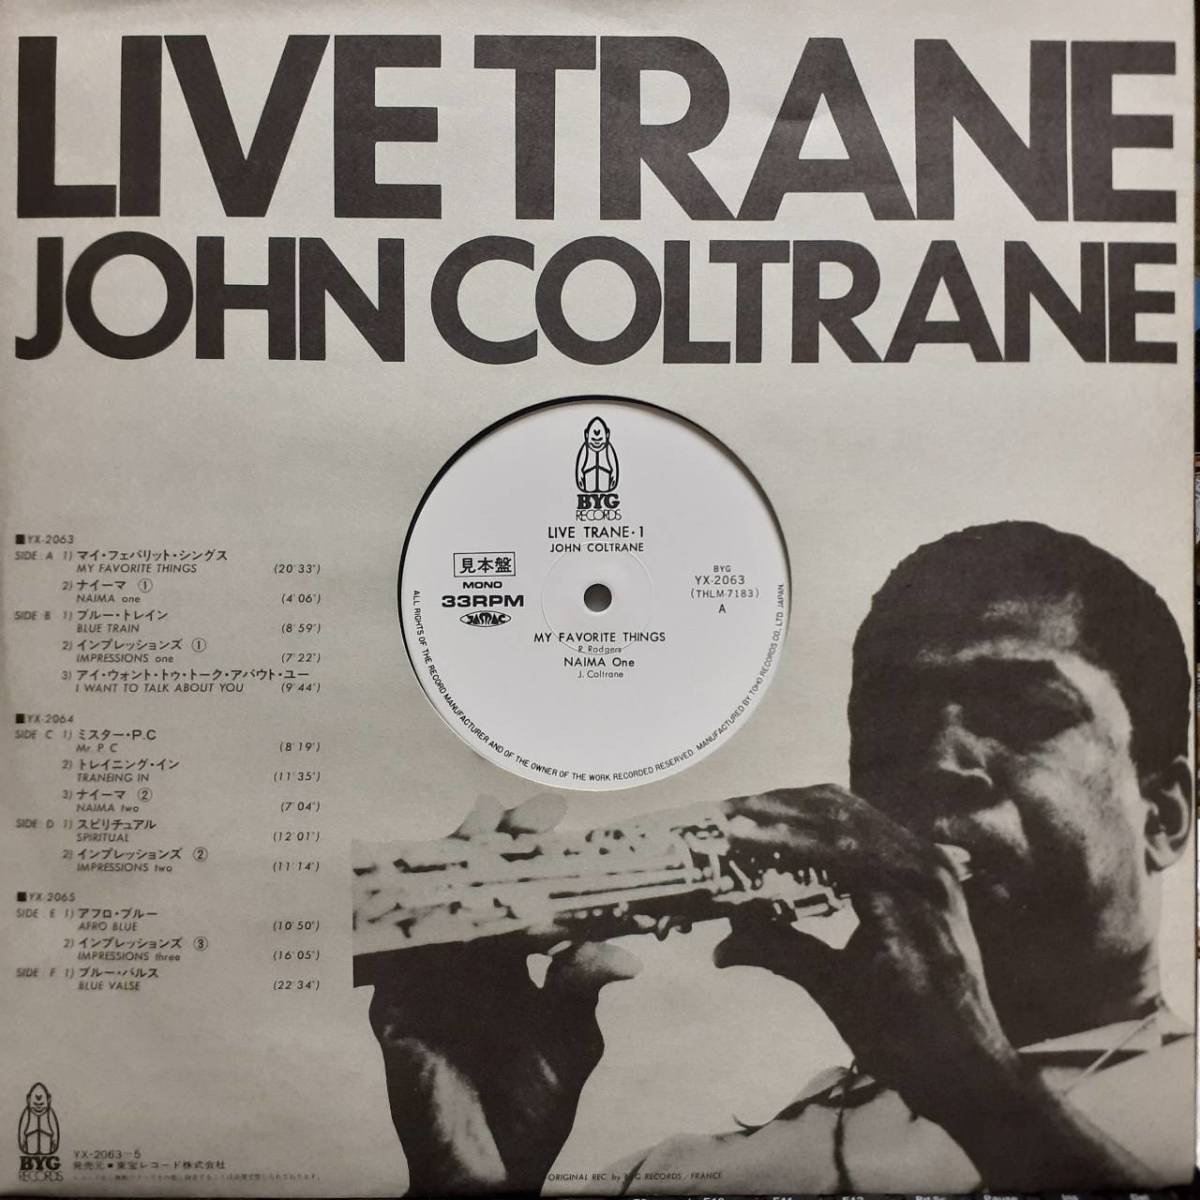 LIVE TRANE
JOHN COLTRANE
BYG
RECORDS
LIVE TRANE・1
JOHN COLTRANE
見本盤
MONO
33RPM
JASRAC
BYG
YX-2063
(THLM-7183)
A
MY FAVORITE THINGS
R. Rodgers
NAIMA One
J. Coltrane
ALL RIGHTS OF THE RECORD MANUFACTURER AND OF THE OWNER OF THE WORK RECORDED RESERVED. MANUFACTURED BY TOHO RECORDS CO., LTD. JAPAN
■YX-2063
SIDE : A 1) マイ・フェバリット・シングス
MY FAVORITE THINGS (20'33")
2) ナイーマ ①
NAIMA one (4'06")
SIDE : B 1) ブルー・トレイン
BLUE TRAIN (8'59")
2) インプレッションズ ①
IMPRESSIONS one (7'22")
3) アイ・ウォント・トゥ・トーク・アバウト・ユー
I WANT TO TALK ABOUT YOU (9'44")
■YX-2064
SIDE : C 1) ミスター・P.C
Mr. P C (8'19")
2) トレイニング・イン
TRANEING IN (11'35")
3) ナイーマ ②
NAIMA two (7'04")
SIDE : D 1) スピリチュアル
SPIRITUAL (12'01")
2) インプレッションズ ②
IMPRESSIONS two (11'14")
■YX-2065
SIDE : E 1) アフロ・ブルー
AFRO BLUE (10'50")
2) インプレッションズ ③
IMPRESSIONS three (16'05")
SIDE : F 1) ブルー・バルス
BLUE VALSE (22'34")
BYG
RECORDS
YX-2063-5
発売元■東宝レコード株式会社
ORIGINAL REC by BYG RECORDS / FRANCE